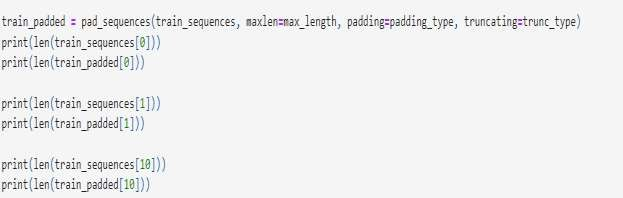 train_padded = pad_sequences(train_sequences, maxlen=max_length, padding=padding_type, truncating=trunc_type)
print(len(train_sequences[0]))
print(len(train_padded[0]))
print(len(train_sequences[1]))
print(len(train_padded[1]))
print(len(train_sequences[10]))
print(len(train_padded[10]))